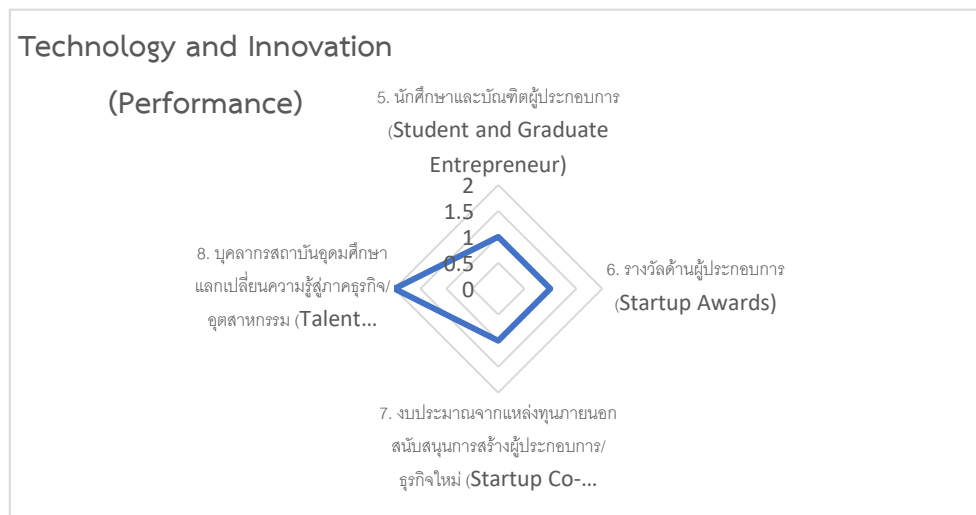 Technology and Innovation
(Performance)
5. นักศึกษาและบัณฑิตผู้ประกอบการ
(Student and Graduate
Entrepreneur)
2
1.5
1
0.5
0
8. บุคลากรสถาบันอุดมศึกษา
แลกเปลี่ยนความรู้สู่ภาคธุรกิจ/
อุตสาหกรรม (Talent...
6. รางวัลด้านผู้ประกอบการ
(Startup Awards)
7. งบประมาณจากแหล่งทุนภายนอก
สนับสนุนการสร้างผู้ประกอบการ/
ธุรกิจใหม่ (Startup Co-...